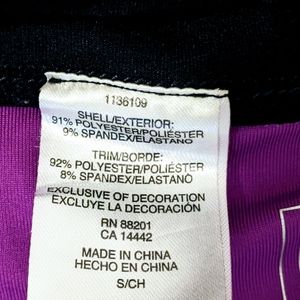 1136109
SHELL/EXTERIOR:
91% POLYESTER/POLIÉSTER
9% SPANDEX/ELASTANO
TRIM/BORDE:
92% POLYESTER/POLIÉSTER
8% SPANDEX/ELASTANO
EXCLUSIVE OF DECORATION
EXCLUYE LA DECORACIÓN
RN 88201
CA 14442
MADE IN CHINA
HECHO EN CHINA
S/CH